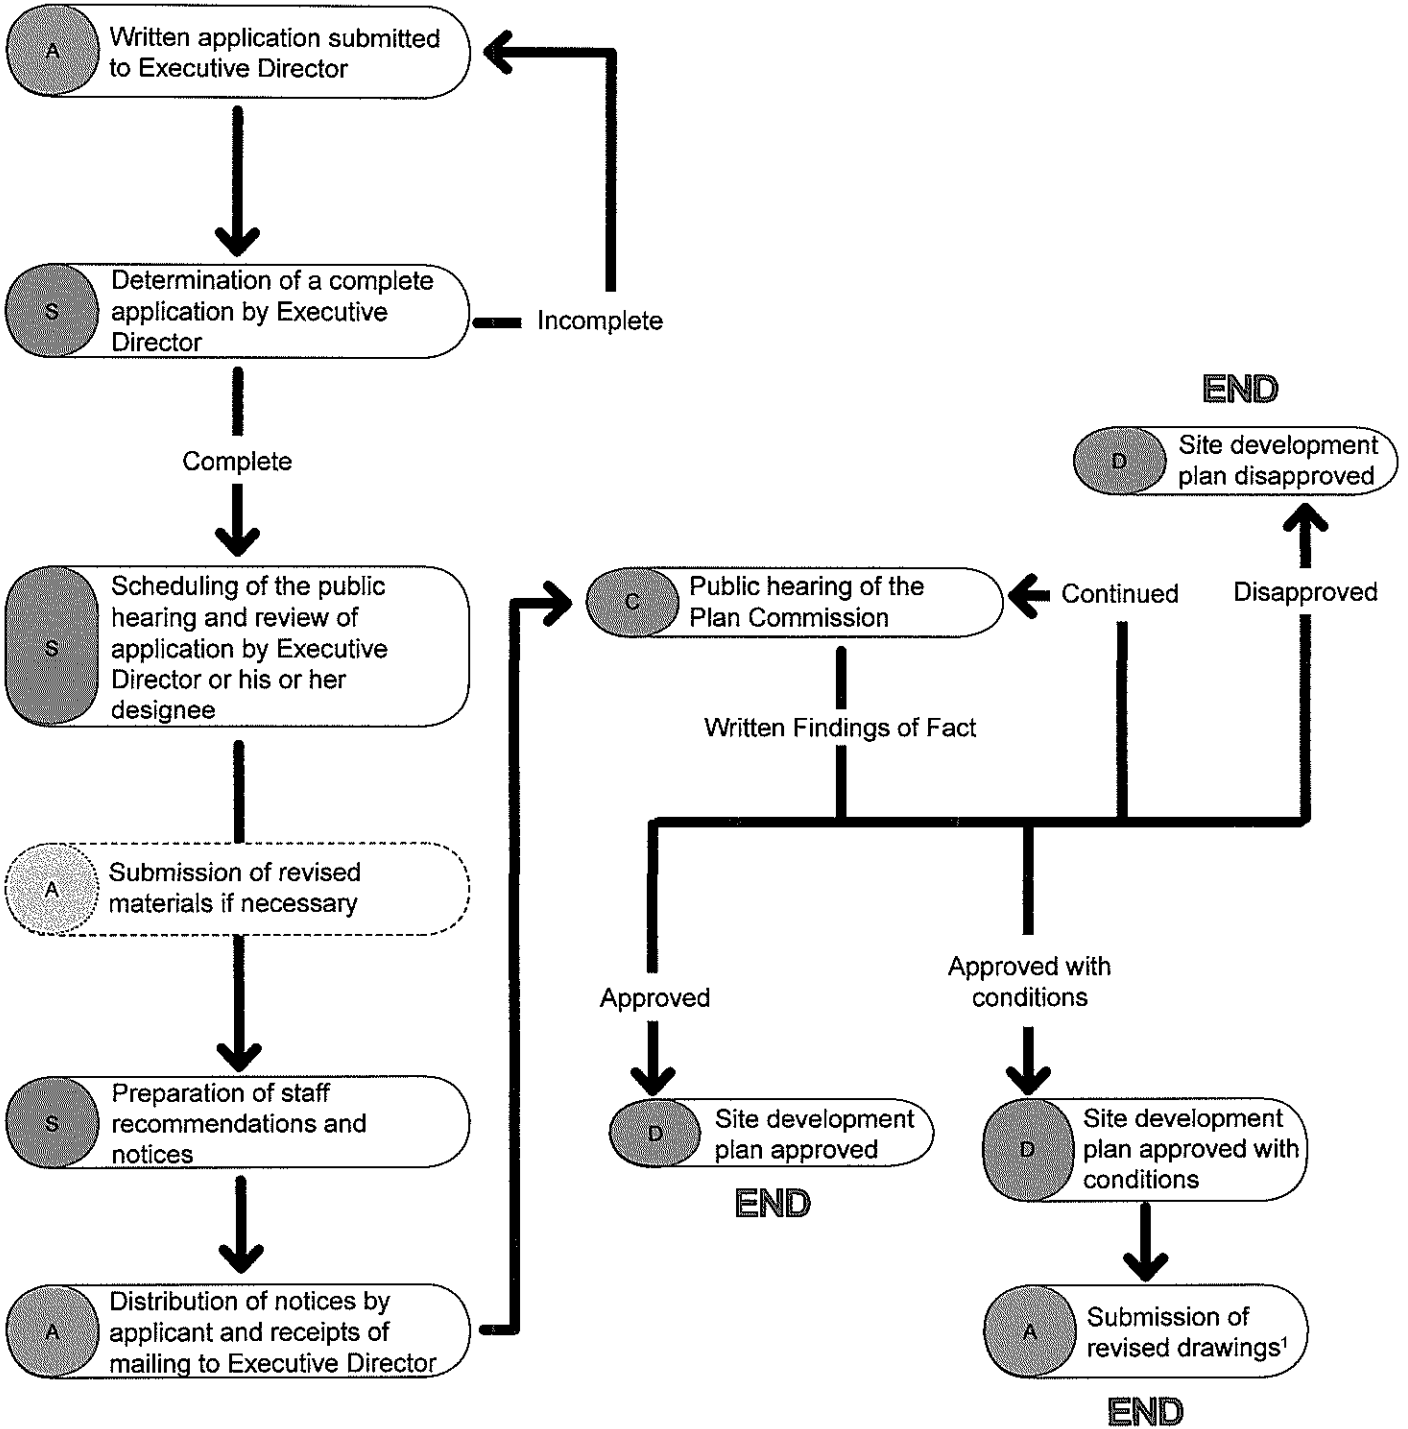 A
Written application submitted
to Executive Director
S
Determination of a complete
application by Executive
Director
Incomplete
Complete
S
Scheduling of the public
hearing and review of
application by Executive
Director or his or her
designee
A
Submission of revised
materials if necessary
S
Preparation of staff
recommendations and
notices
A
Distribution of notices by
applicant and receipts of
mailing to Executive Director
C
Public hearing of the
Plan Commission
Continued
Disapproved
END
D
Site development
plan disapproved
Written Findings of Fact
Approved
Approved with
conditions
D
Site development
plan approved
END
D
Site development
plan approved with
conditions
A
Submission of
revised drawings¹
END